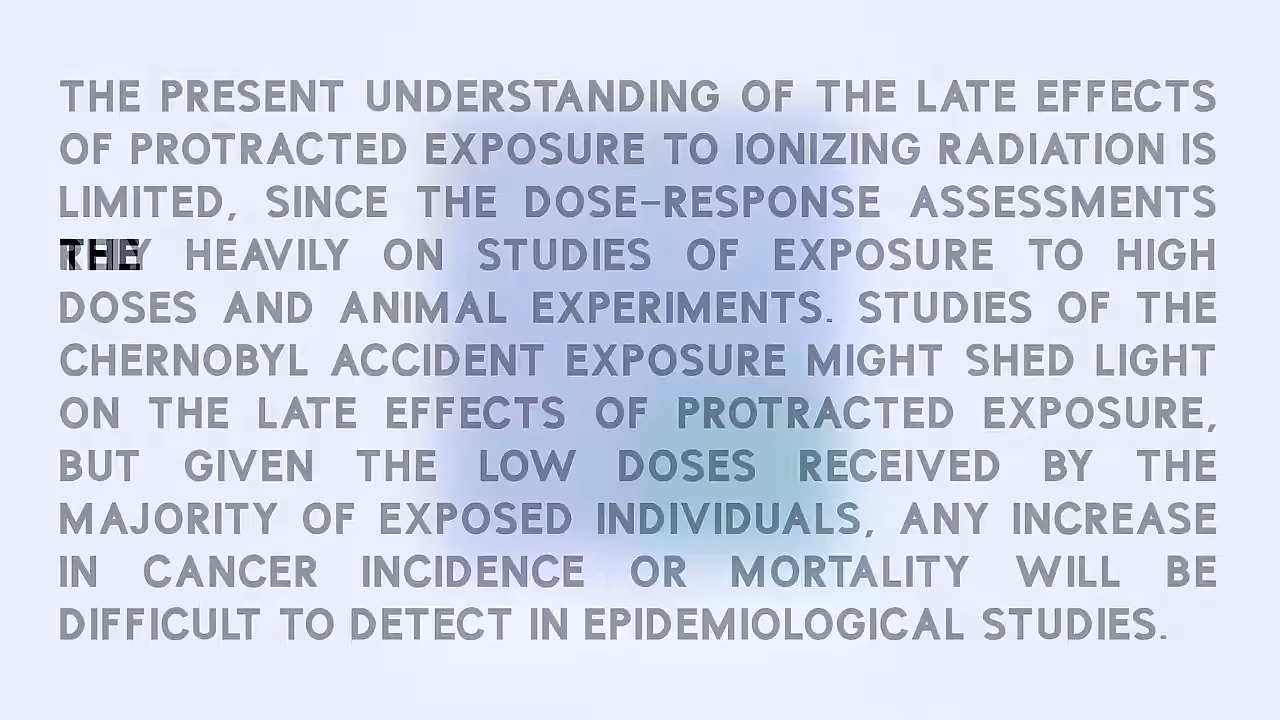 THE PRESENT UNDERSTANDING OF THE LATE EFFECTS
OF PROTRACTED EXPOSURE TO IONIZING RADIATION IS
LIMITED, SINCE THE DOSE-RESPONSE ASSESSMENTS
THE HEAVILY ON STUDIES OF EXPOSURE TO HIGH
DOSES AND ANIMAL EXPERIMENTS. STUDIES OF THE
CHERNOBYL ACCIDENT EXPOSURE MIGHT SHED LIGHT
ON THE LATE EFFECTS OF PROTRACTED EXPOSURE,
BUT GIVEN THE LOW DOSES RECEIVED BY THE
MAJORITY OF EXPOSED INDIVIDUALS, ANY INCREASE
IN CANCER INCIDENCE OR MORTALITY WILL BE
DIFFICULT TO DETECT IN EPIDEMIOLOGICAL STUDIES.